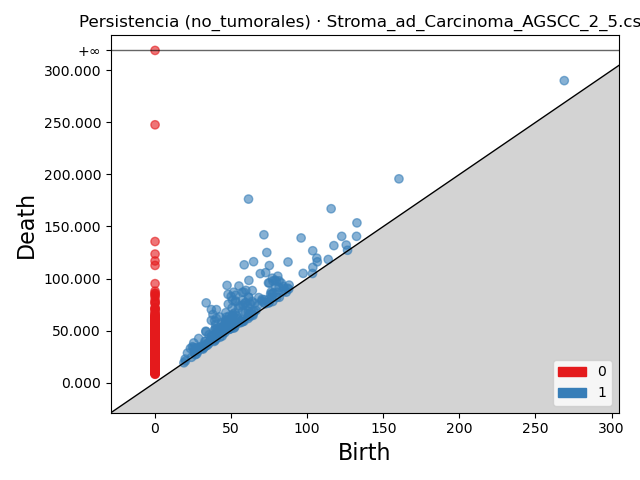 Persistencia (no_tumorales) · Stroma_ad_Carcinoma_AGSCC_2_5.cs
+∞
300.000
250.000
200.000
150.000
100.000
50.000
0.000
Death
0
1
0 50 100 150 200 250 300
Birth